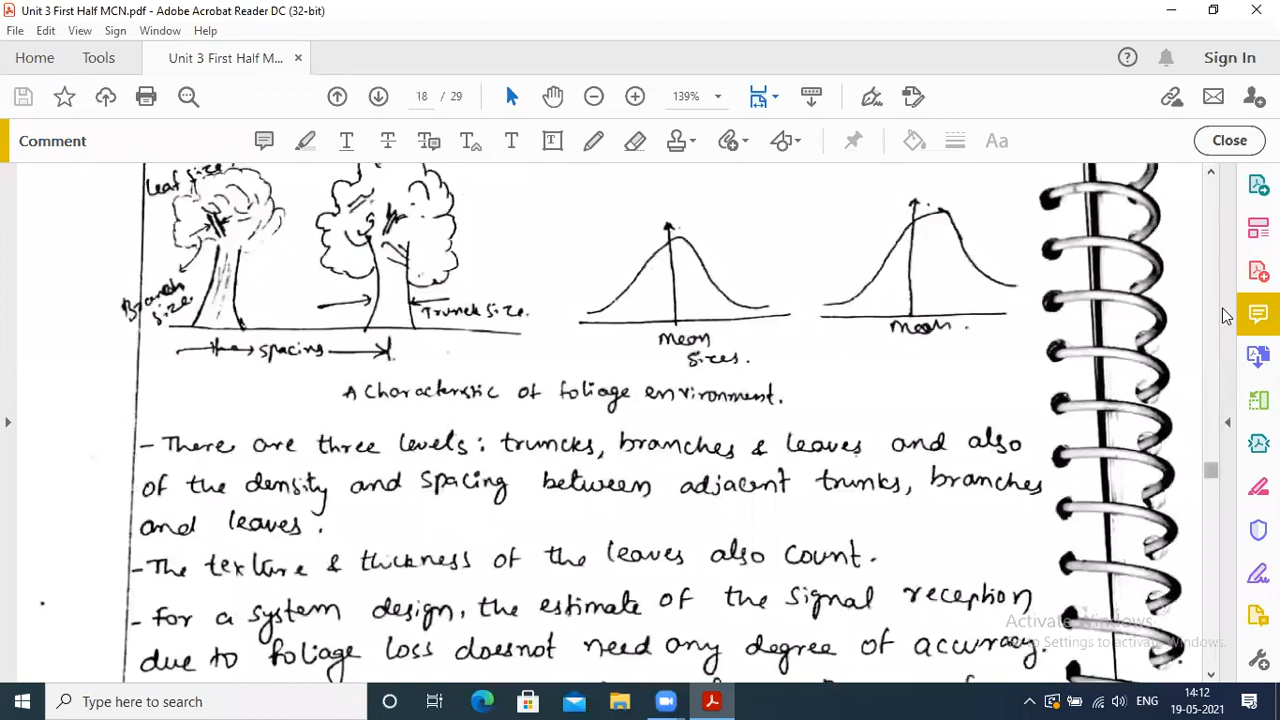 Unit 3 First Half MCN.pdf - Adobe Acrobat Reader DC (32-bit)
File Edit View Sign Window Help
Home Tools Unit 3 First Half M... × Sign In
18 / 29 139%
Comment Close
Leaf size
Branch size.
Trunck size.
the spacing
mean sizes.
mean.
A characteristic of foliage environment.
- There are three levels: truncks, branches & leaves and also
of the density and spacing between adjacent trunks, branches
and leaves.
- The texture & thickness of the leaves also count.
- For a system design, the estimate of the signal reception
due to foliage loss doesnot need any degree of accuracy.
Activate Windows
Go to Settings to activate Windows.
Type here to search
ENG
14:12
19-05-2021